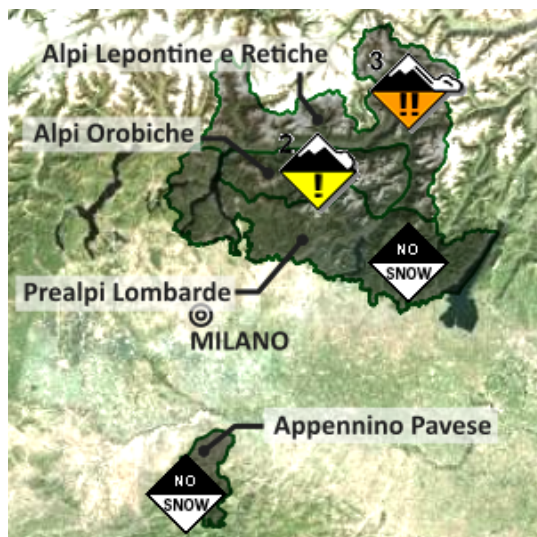 Alpi Lepontine e Retiche
3
!!
Alpi Orobiche
2
!
NO
SNOW
Prealpi Lombarde
MILANO
Appennino Pavese
NO
SNOW